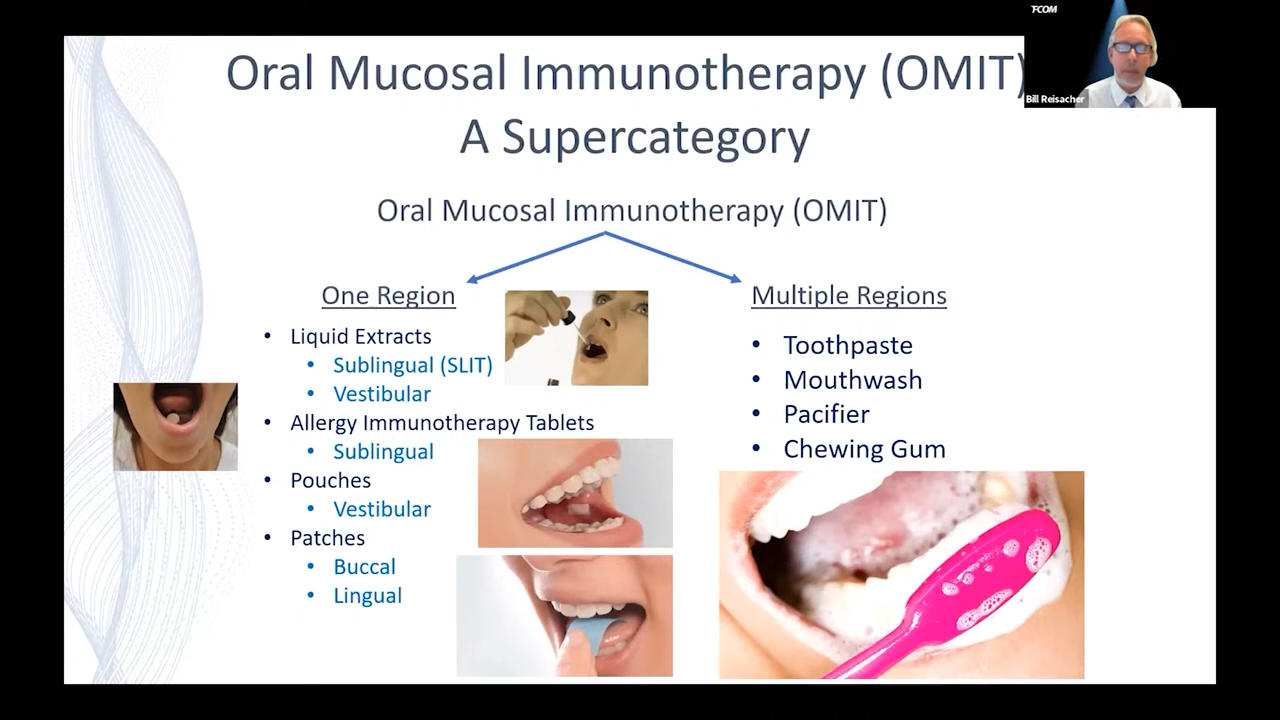 TFCOM
Bill Reisacher
Oral Mucosal Immunotherapy (OMIT)
A Supercategory
Oral Mucosal Immunotherapy (OMIT)
One Region
• Liquid Extracts
• Sublingual (SLIT)
• Vestibular
• Allergy Immunotherapy Tablets
• Sublingual
• Pouches
• Vestibular
• Patches
• Buccal
• Lingual
Multiple Regions
• Toothpaste
• Mouthwash
• Pacifier
• Chewing Gum